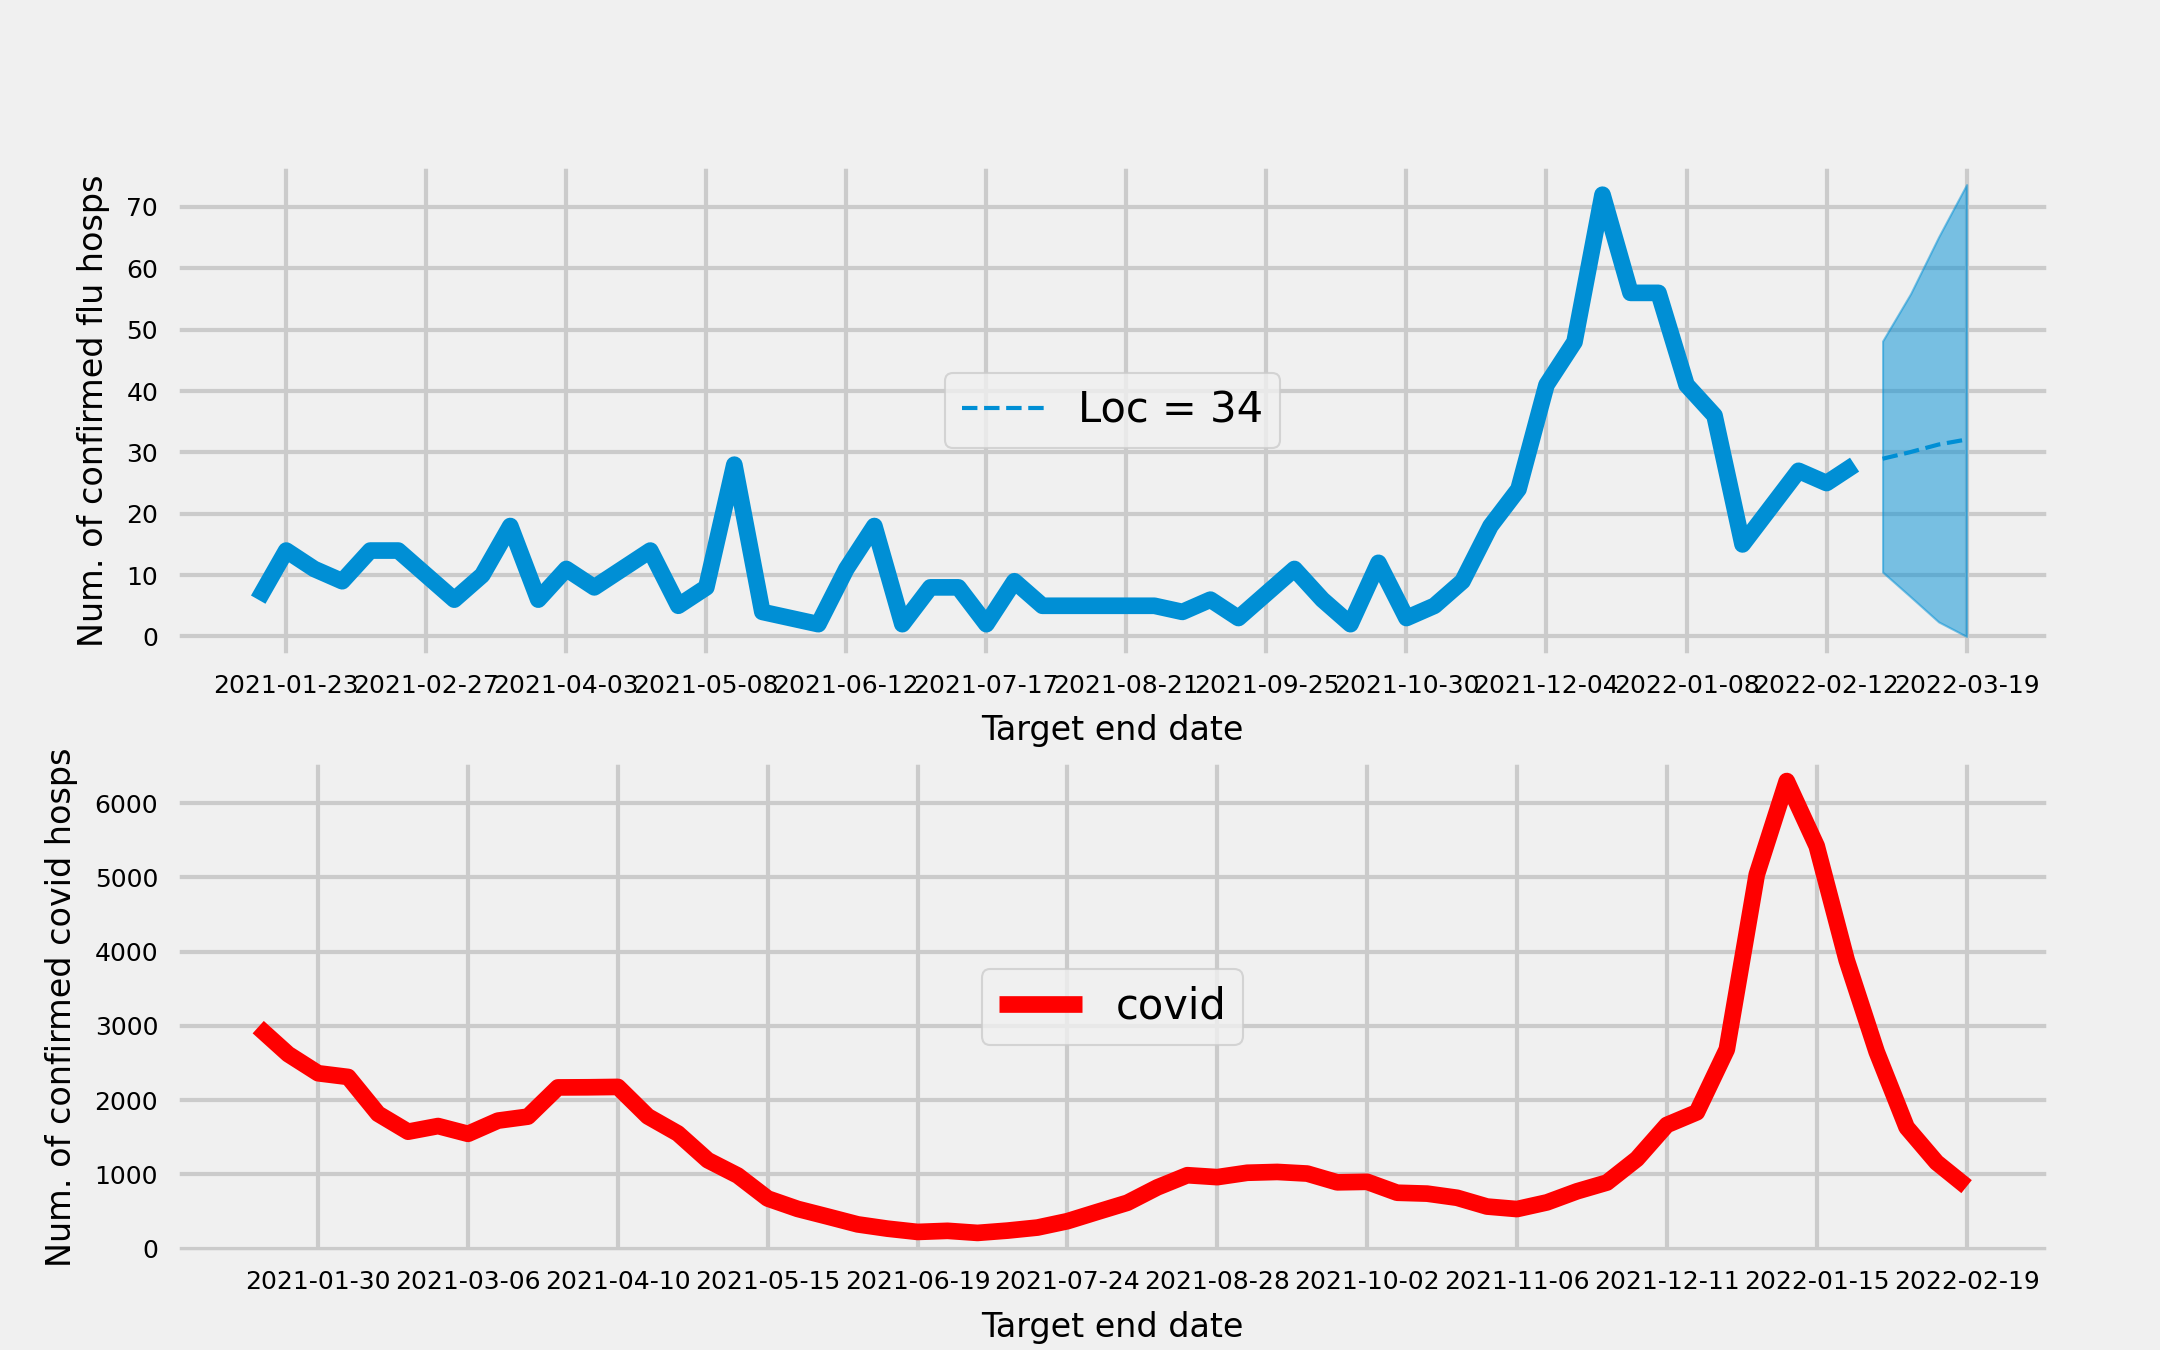 Num. of confirmed flu hosps
70
60
50
40
30
20
10
0
Loc = 34
2021-01-23 2021-02-27 2021-04-03 2021-05-08 2021-06-12 2021-07-17 2021-08-21 2021-09-25 2021-10-30 2021-12-04 2022-01-08 2022-02-12 2022-03-19
Target end date
Num. of confirmed covid hosps
6000
5000
4000
3000
2000
1000
0
covid
2021-01-30 2021-03-06 2021-04-10 2021-05-15 2021-06-19 2021-07-24 2021-08-28 2021-10-02 2021-11-06 2021-12-11 2022-01-15 2022-02-19
Target end date